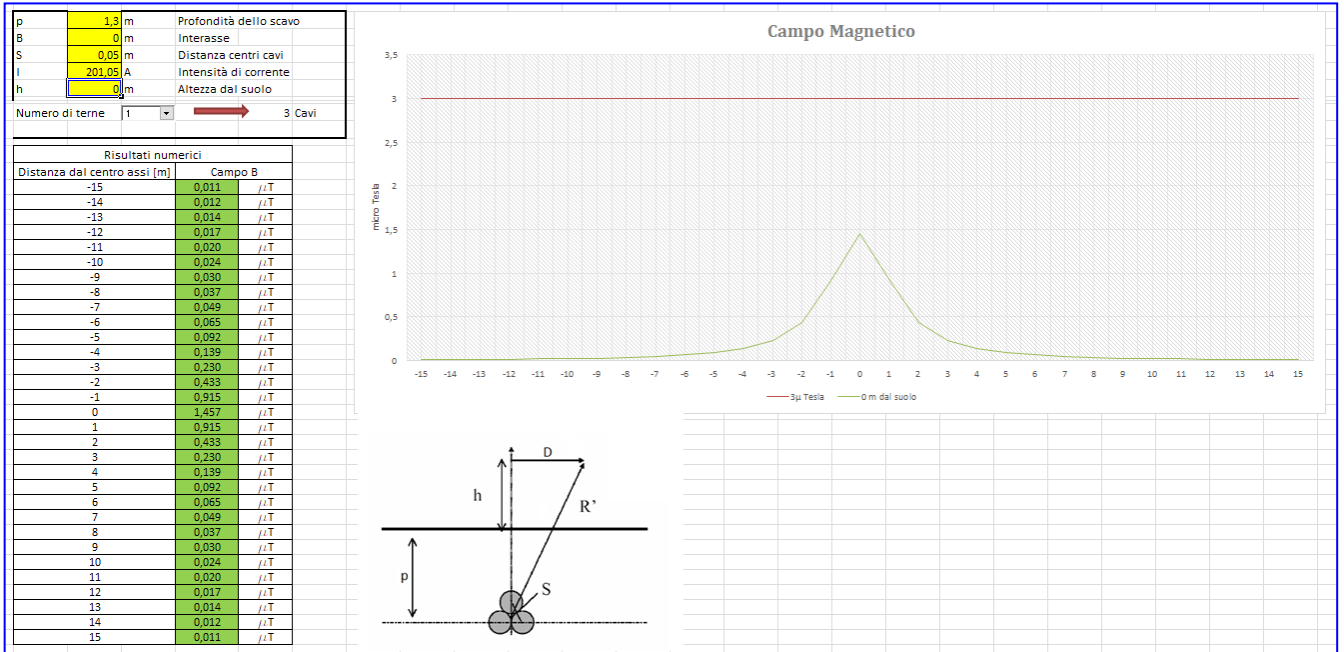 p 1,3 m Profondità dello scavo
B 0 m Interasse
S 0,05 m Distanza centri cavi
I 201,05 A Intensità di corrente
h 0 m Altezza dal suolo
Numero di terne 1 3 Cavi
Risultati numerici
Distanza dal centro assi [m] Campo B
-15 0,011 μT
-14 0,012 μT
-13 0,014 μT
-12 0,017 μT
-11 0,020 μT
-10 0,024 μT
-9 0,030 μT
-8 0,037 μT
-7 0,049 μT
-6 0,065 μT
-5 0,092 μT
-4 0,139 μT
-3 0,230 μT
-2 0,433 μT
-1 0,915 μT
0 1,457 μT
1 0,915 μT
2 0,433 μT
3 0,230 μT
4 0,139 μT
5 0,092 μT
6 0,065 μT
7 0,049 μT
8 0,037 μT
9 0,030 μT
10 0,024 μT
11 0,020 μT
12 0,017 μT
13 0,014 μT
14 0,012 μT
15 0,011 μT
Campo Magnetico
micro Tesla
3,5
3
2,5
2
1,5
1
0,5
0
-15 -14 -13 -12 -11 -10 -9 -8 -7 -6 -5 -4 -3 -2 -1 0 1 2 3 4 5 6 7 8 9 10 11 12 13 14 15
3μ Tesla 0 m dal suolo
D
h
R'
p
S